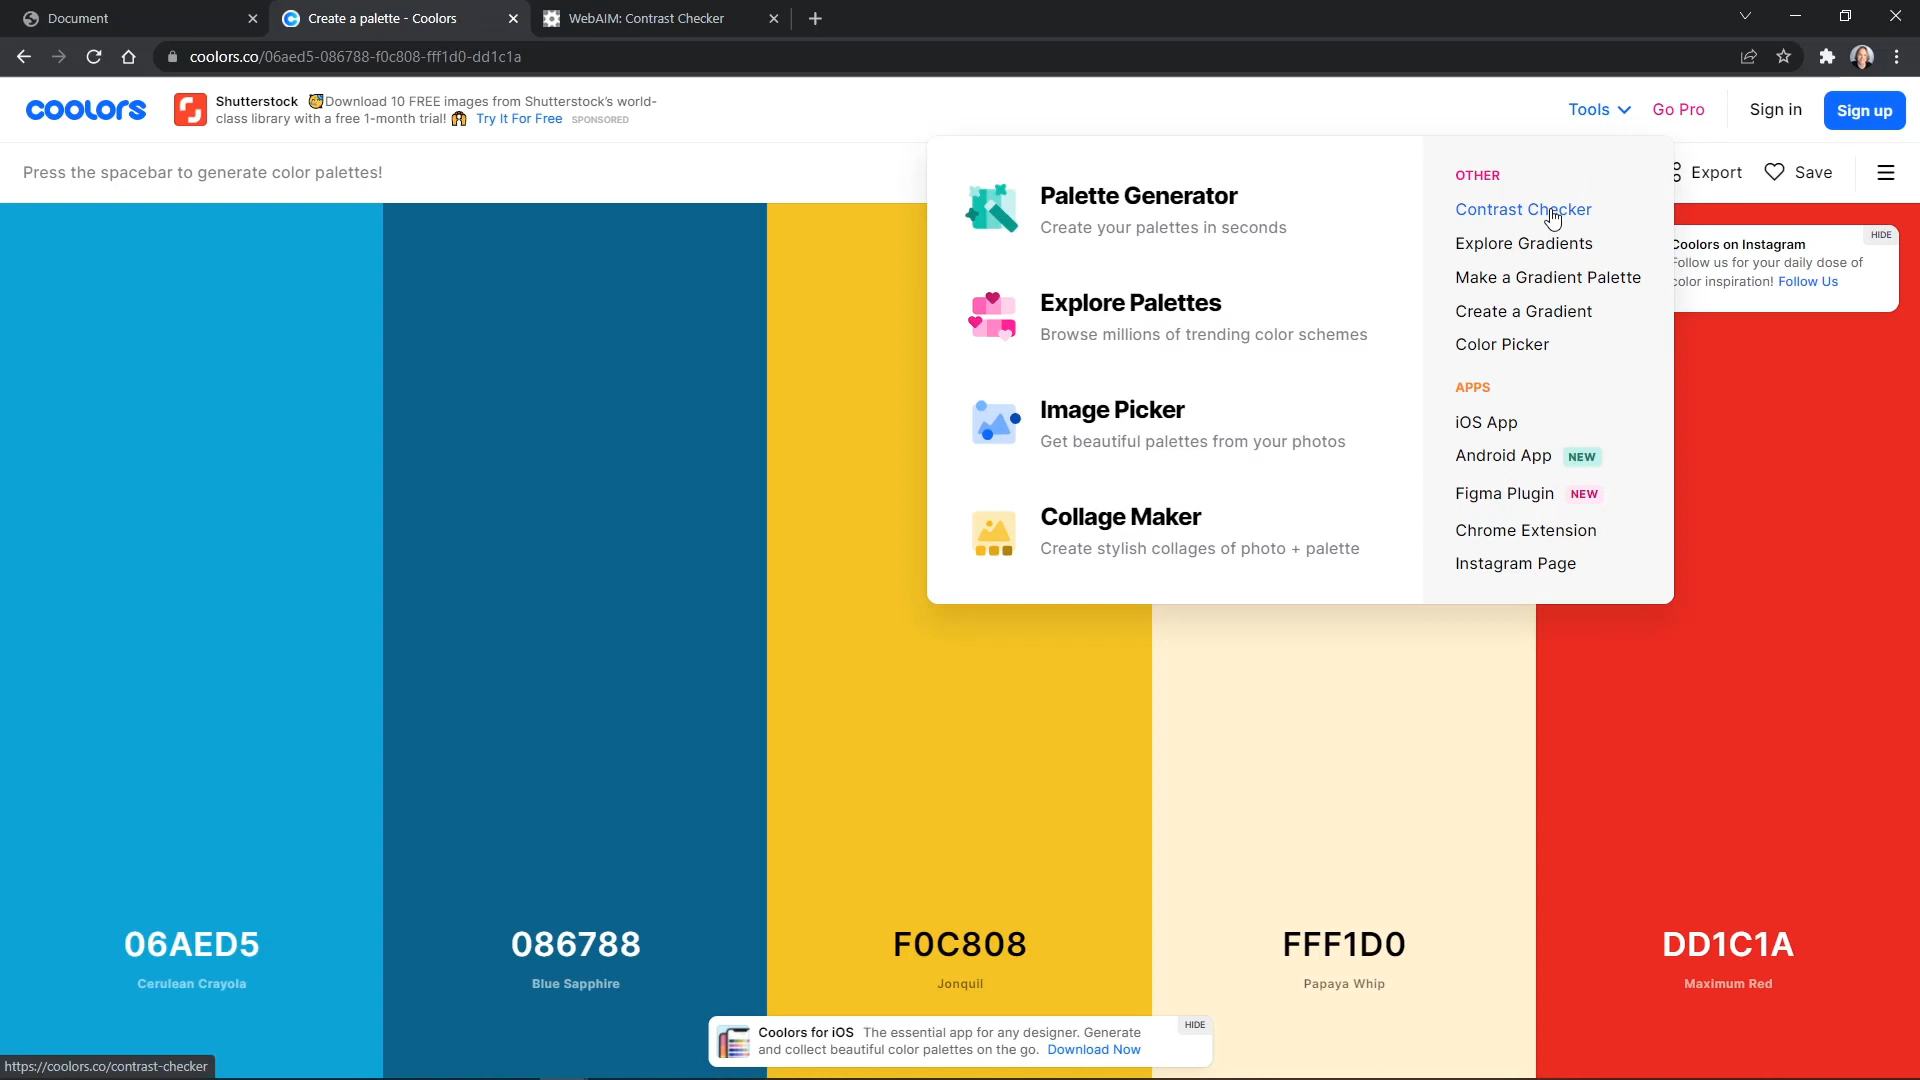 Document
Create a palette - Coolors
WebAIM: Contrast Checker
coolors.co/06aed5-086788-f0c808-fff1d0-dd1c1a
coolors
Shutterstock 🥳Download 10 FREE images from Shutterstock's world-
class library with a free 1-month trial! 🙌 Try It For Free SPONSORED
Tools
Go Pro
Sign in
Sign up
Press the spacebar to generate color palettes!
Export
Save
Palette Generator
Create your palettes in seconds
Explore Palettes
Browse millions of trending color schemes
Image Picker
Get beautiful palettes from your photos
Collage Maker
Create stylish collages of photo + palette
OTHER
Contrast Checker
Explore Gradients
Make a Gradient Palette
Create a Gradient
Color Picker
APPS
iOS App
Android App NEW
Figma Plugin NEW
Chrome Extension
Instagram Page
HIDE
Coolors on Instagram
Follow us for your daily dose of
color inspiration! Follow Us
06AED5
Cerulean Crayola
086788
Blue Sapphire
F0C808
Jonquil
FFF1D0
Papaya Whip
DD1C1A
Maximum Red
Coolors for iOS The essential app for any designer. Generate
and collect beautiful color palettes on the go. Download Now
HIDE
https://coolors.co/contrast-checker